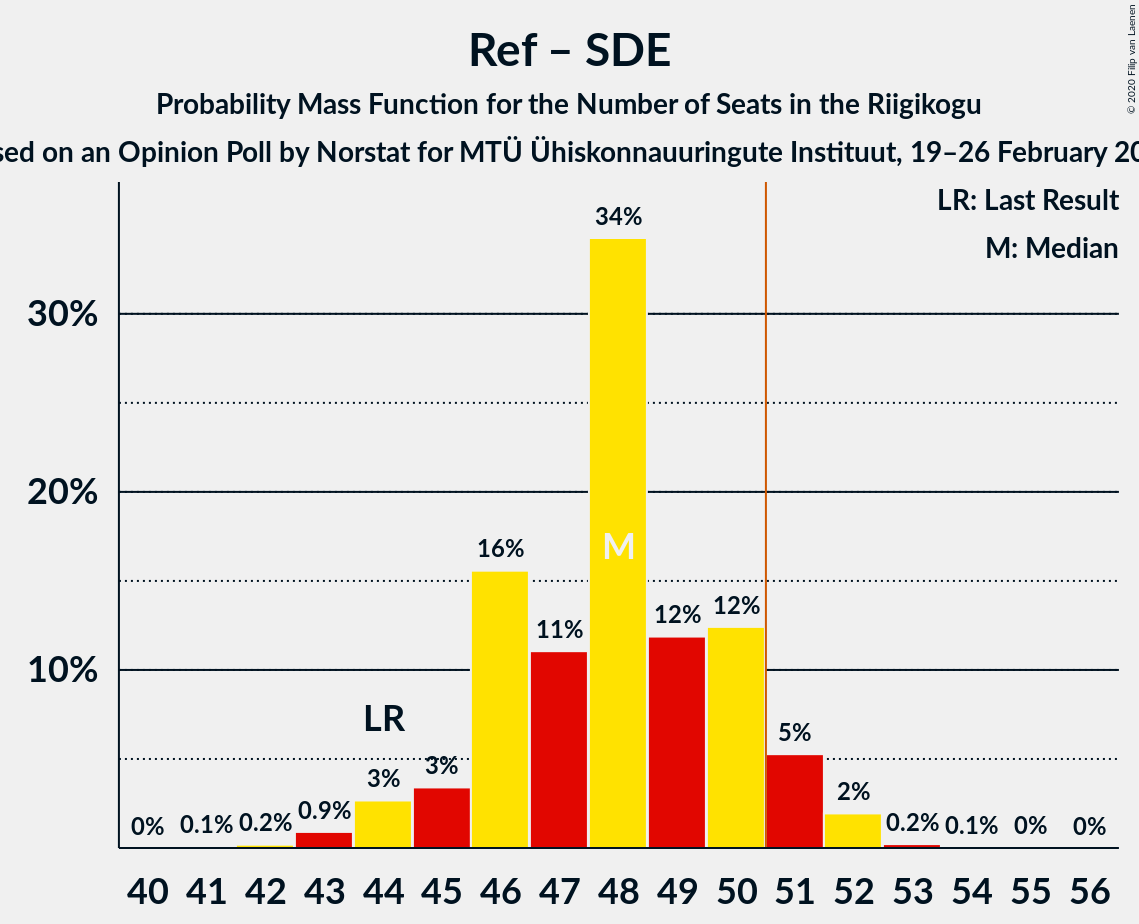 Ref – SDE
Probability Mass Function for the Number of Seats in the Riigikogu
on an Opinion Poll by Norstat for MTÜ Ühiskonnauuringute Instituut, 19–26 February
© 2020 Filip van Laenen
LR: Last Result
M: Median
30%
20%
10%
0% 0.1% 0.2% 0.9% 3% 3% 16% 11% 34% 12% 12% 5% 2% 0.2% 0.1% 0% 0%
LR
M
40 41 42 43 44 45 46 47 48 49 50 51 52 53 54 55 56